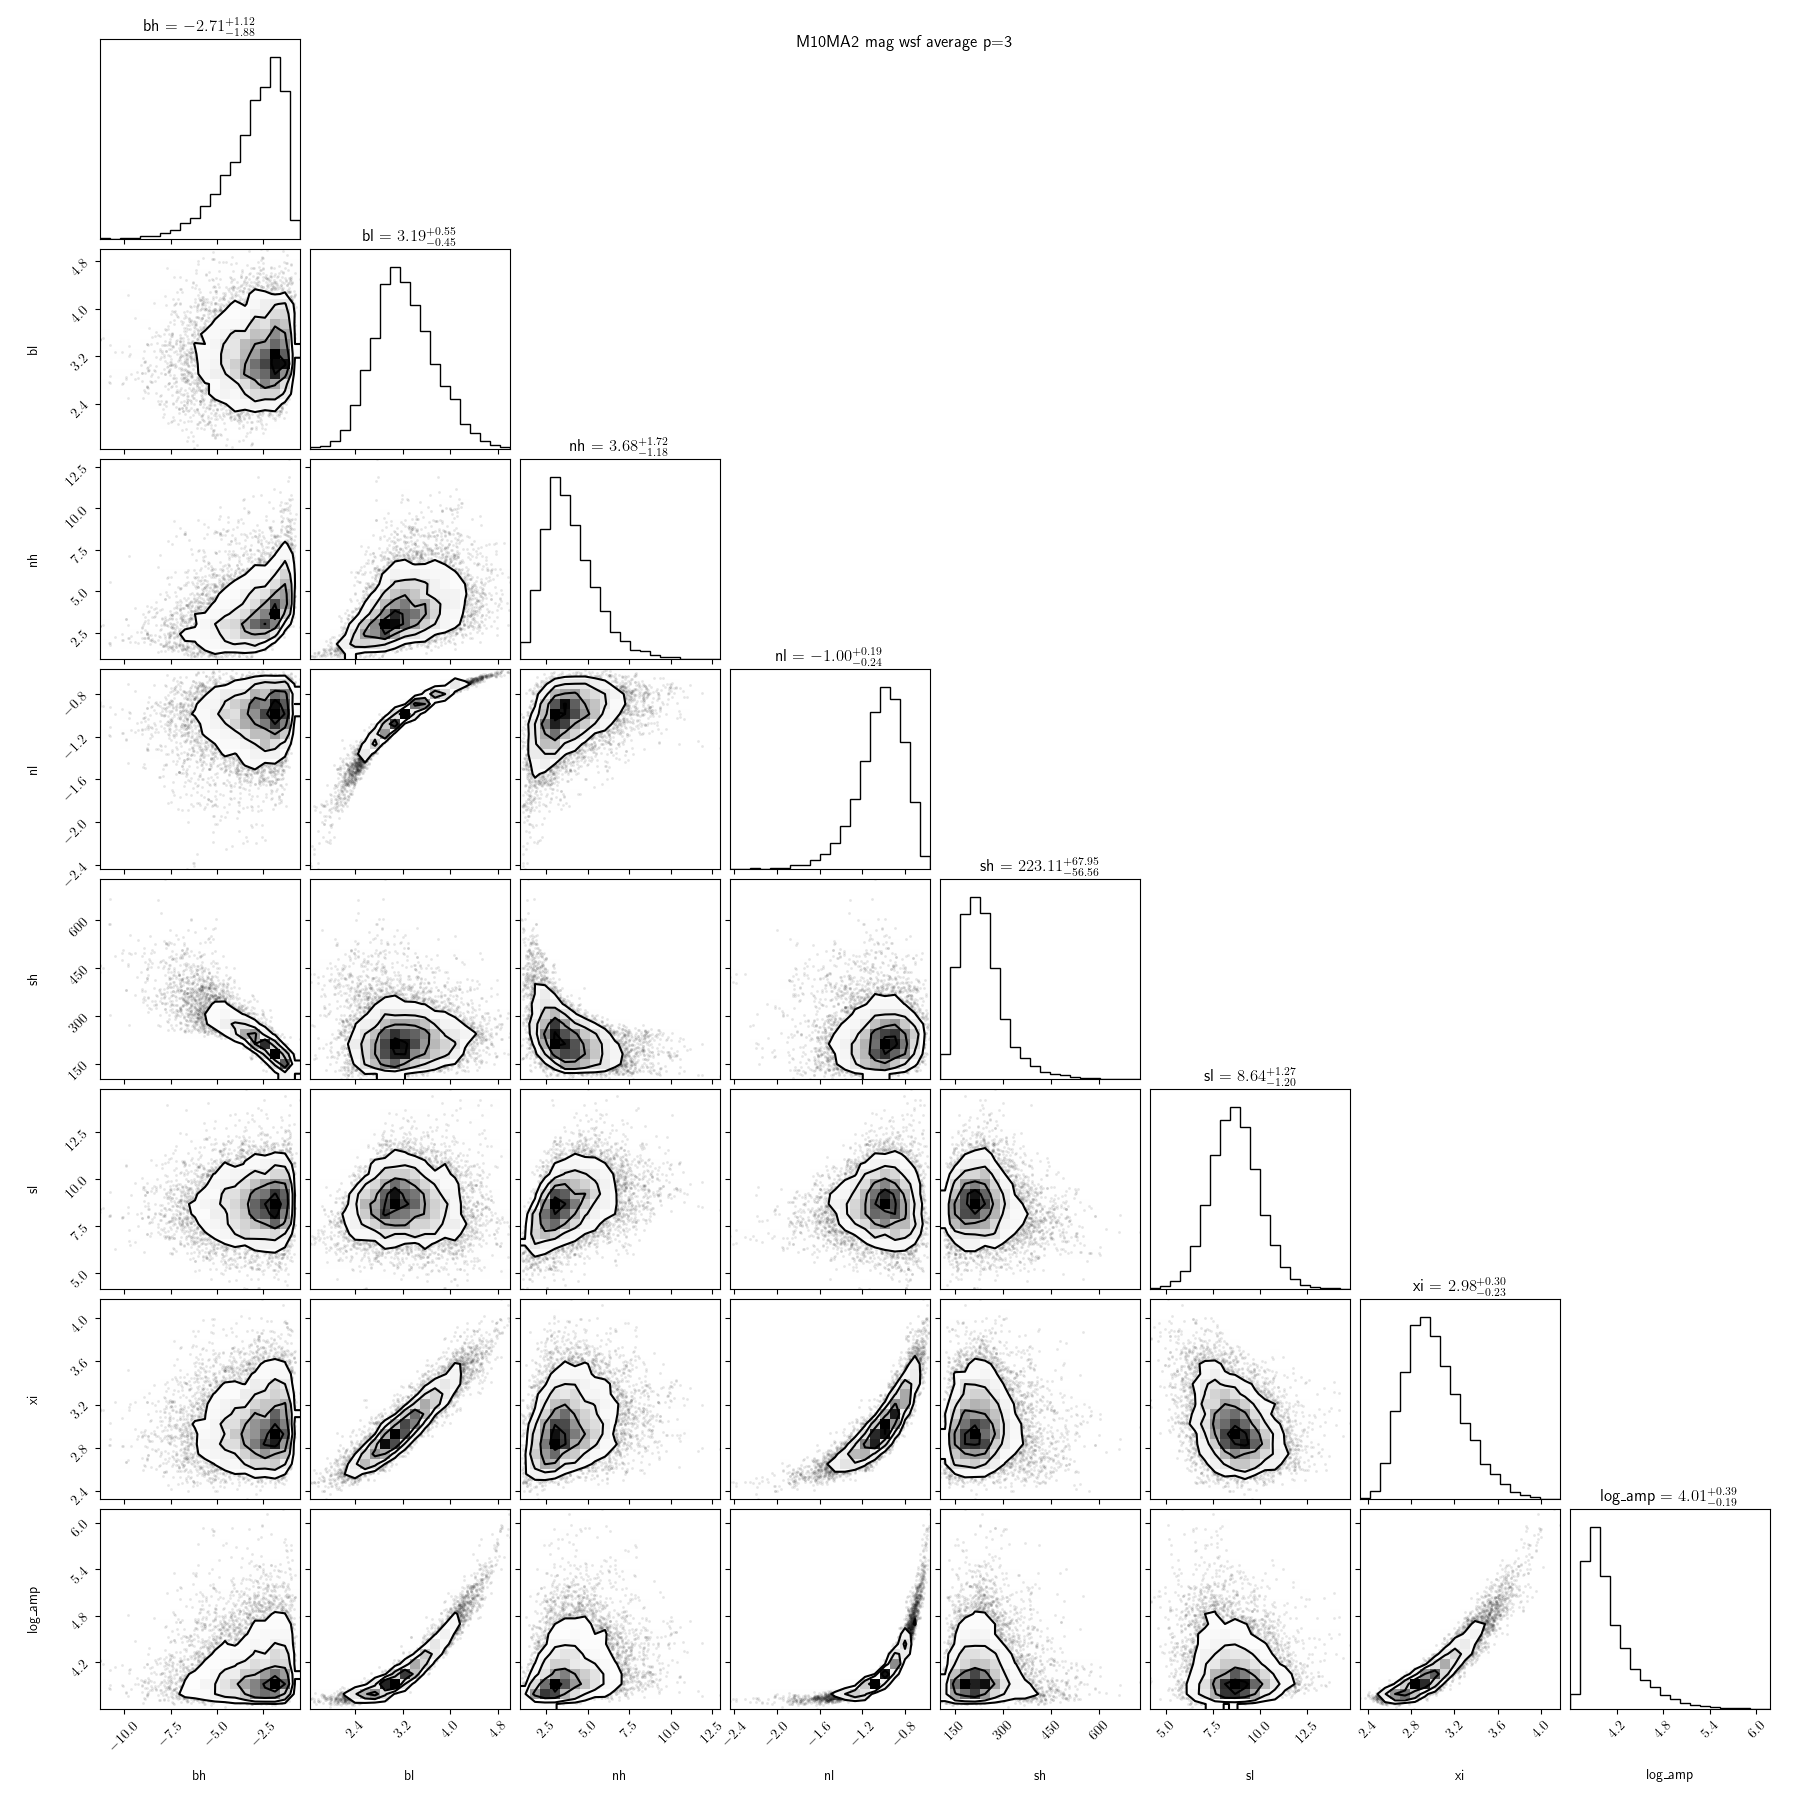 M10MA2 mag wsf average p=3
bh = −2.71 +1.12 −1.88
bl = 3.19 +0.55 −0.45
4.8
4.0
3.2
2.4
bl
nh = 3.68 +1.72 −1.18
12.5
10.0
7.5
5.0
2.5
nh
nl = −1.00 +0.19 −0.24
−0.8
−1.2
−1.6
−2.0
−2.4
nl
sh = 223.11 +67.95 −56.56
600
450
300
150
sh
sl = 8.64 +1.27 −1.20
12.5
10.0
7.5
5.0
sl
xi = 2.98 +0.30 −0.23
4.0
3.6
3.2
2.8
2.4
xi
log_amp = 4.01 +0.39 −0.19
6.0
5.4
4.8
4.2
log_amp
−10.0 −7.5 −5.0 −2.5 2.4 3.2 4.0 4.8 2.5 5.0 7.5 10.0 12.5 −2.4 −2.0 −1.6 −1.2 −0.8 150 300 450 600 5.0 7.5 10.0 12.5 2.4 2.8 3.2 3.6 4.0 4.2 4.8 5.4 6.0
bh bl nh nl sh sl xi log_amp